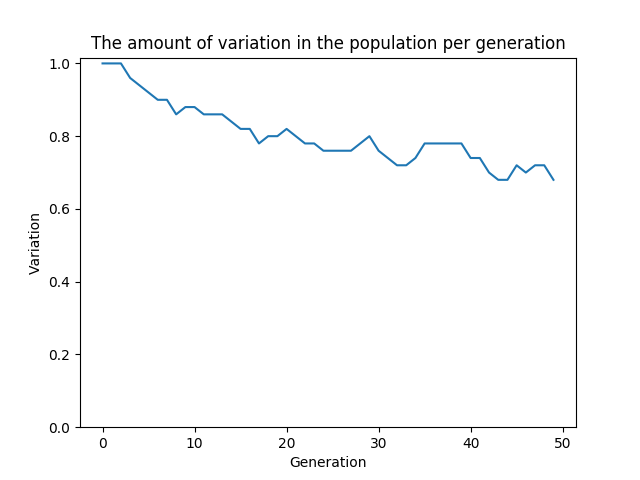 The amount of variation in the population per generation
1.0
0.8
0.6
0.4
0.2
0.0
Variation
0 10 20 30 40 50
Generation